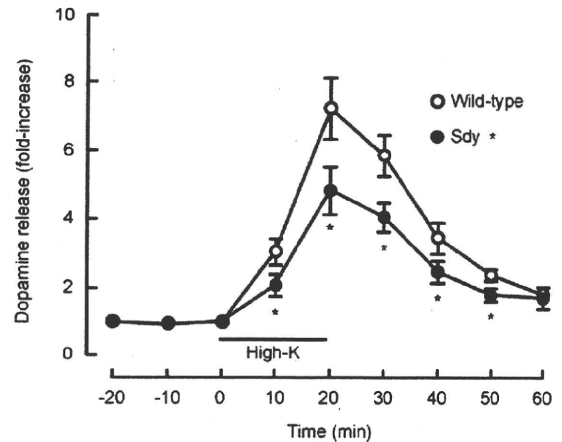 Dopamine release (fold-increase)
10
8
6
4
2
0
Wild-type
Sdy *
*
*
*
*
*
High-K
-20 -10 0 10 20 30 40 50 60
Time (min)